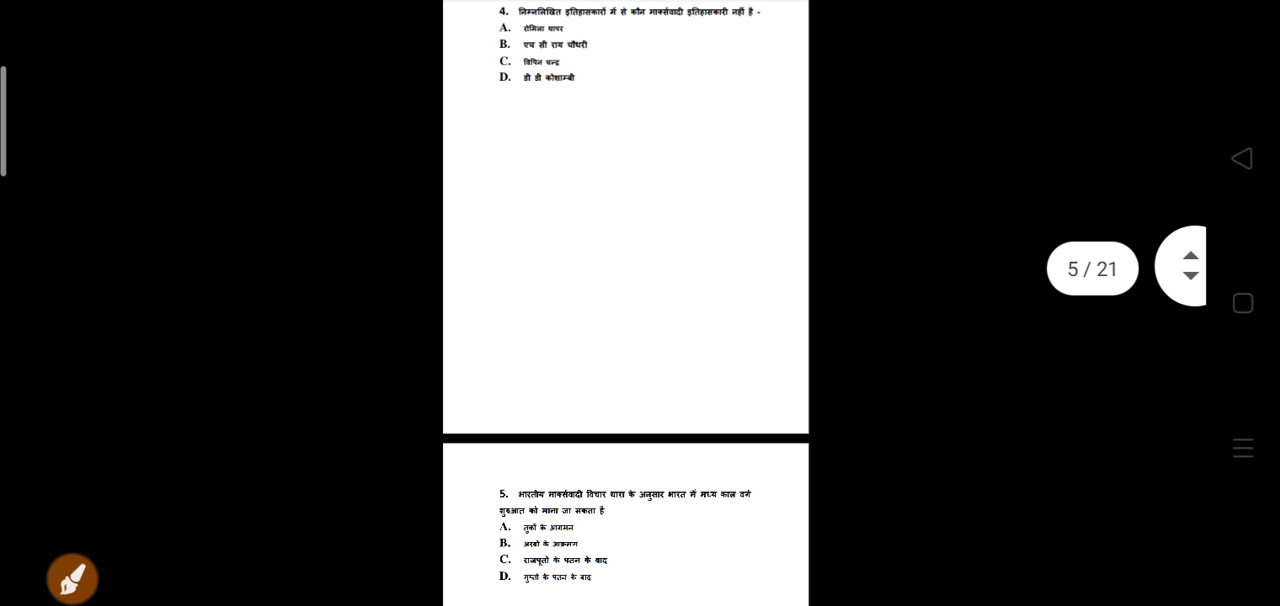 4. निम्नलिखित इतिहासकारों में से कौन मार्क्सवादी इतिहासकारी नहीं है -
A. रोमिला थापर
B. एच सी राय चौधरी
C. विपिन चन्द्र
D. डी डी कोशाम्बी
5 / 21
5. भारतीय मार्क्सवादी विचार धारा के अनुसार भारत में मध्य काल वर्ग
शुरुआत को माना जा सकता है
A. तुर्कों के आगमन
B. अरबो के आक्रमण
C. राजपूतो के पतन के बाद
D. गुप्तो के पतन के बाद